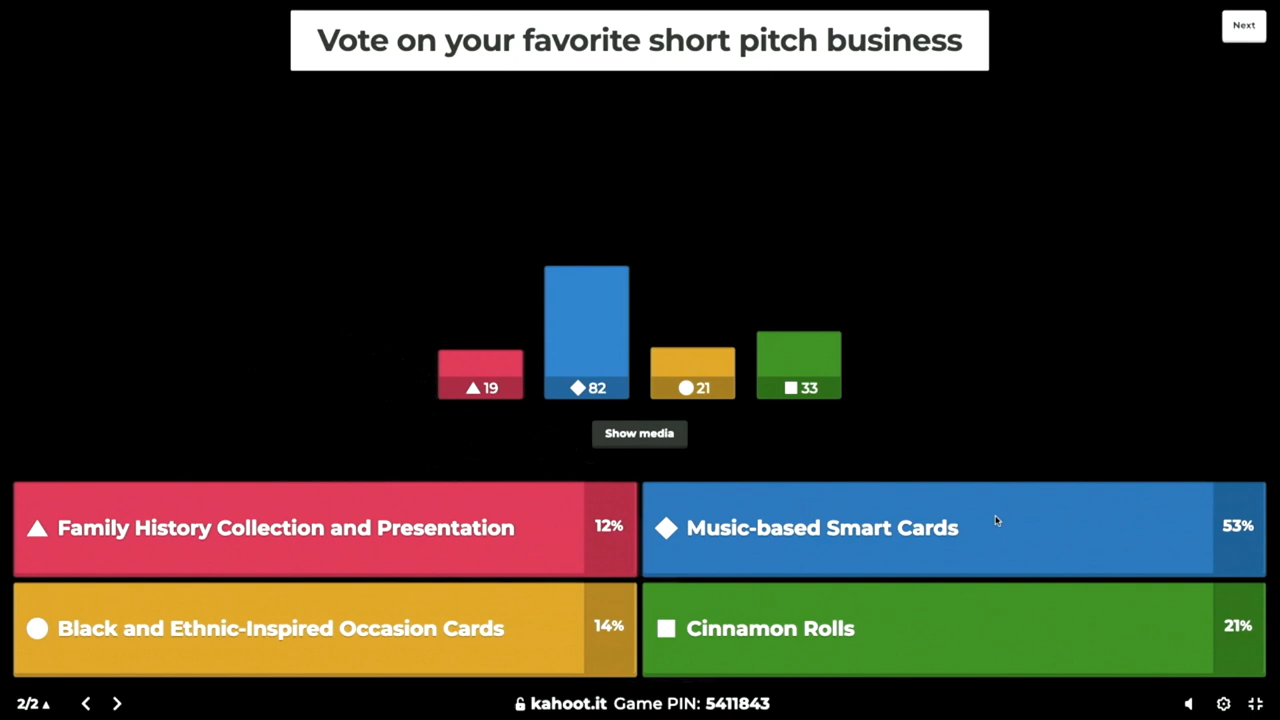 Vote on your favorite short pitch business
Next
19
82
21
33
Show media
Family History Collection and Presentation
12%
Music-based Smart Cards
53%
Black and Ethnic-Inspired Occasion Cards
14%
Cinnamon Rolls
21%
2/2
kahoot.it Game PIN: 5411843